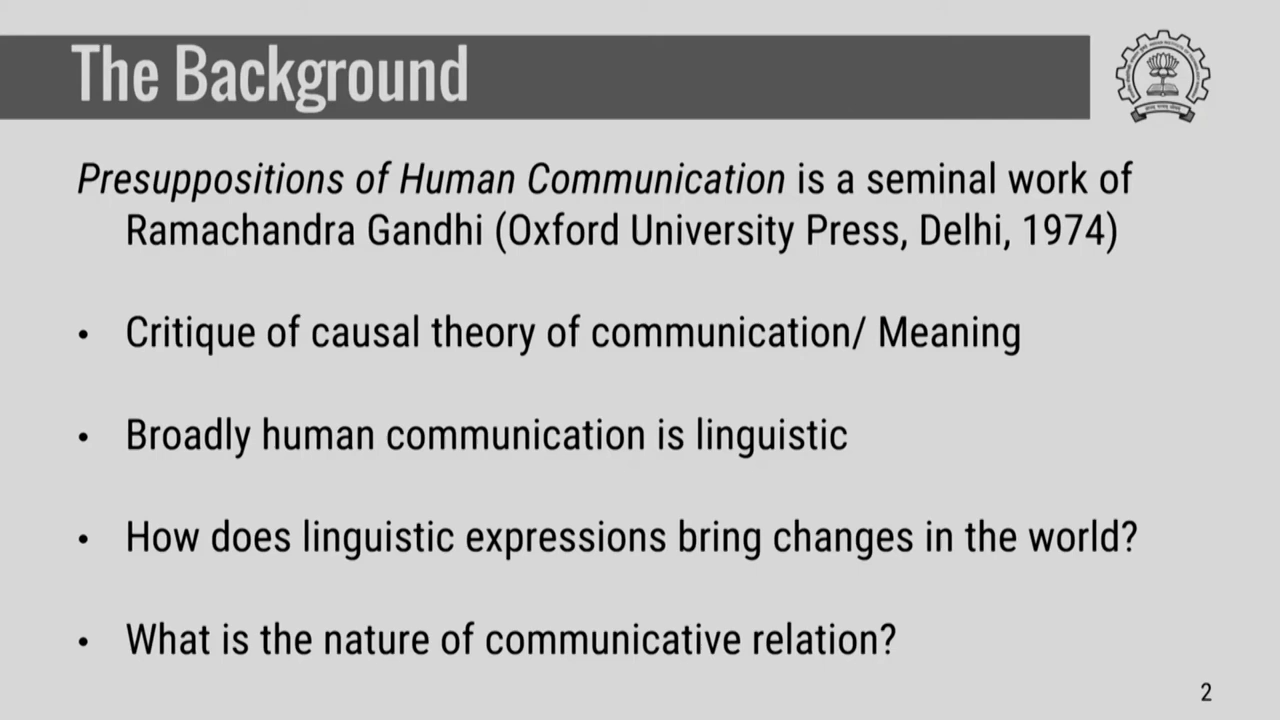 The Background
Presuppositions of Human Communication is a seminal work of
Ramachandra Gandhi (Oxford University Press, Delhi, 1974)
• Critique of causal theory of communication/ Meaning
• Broadly human communication is linguistic
• How does linguistic expressions bring changes in the world?
• What is the nature of communicative relation?
2